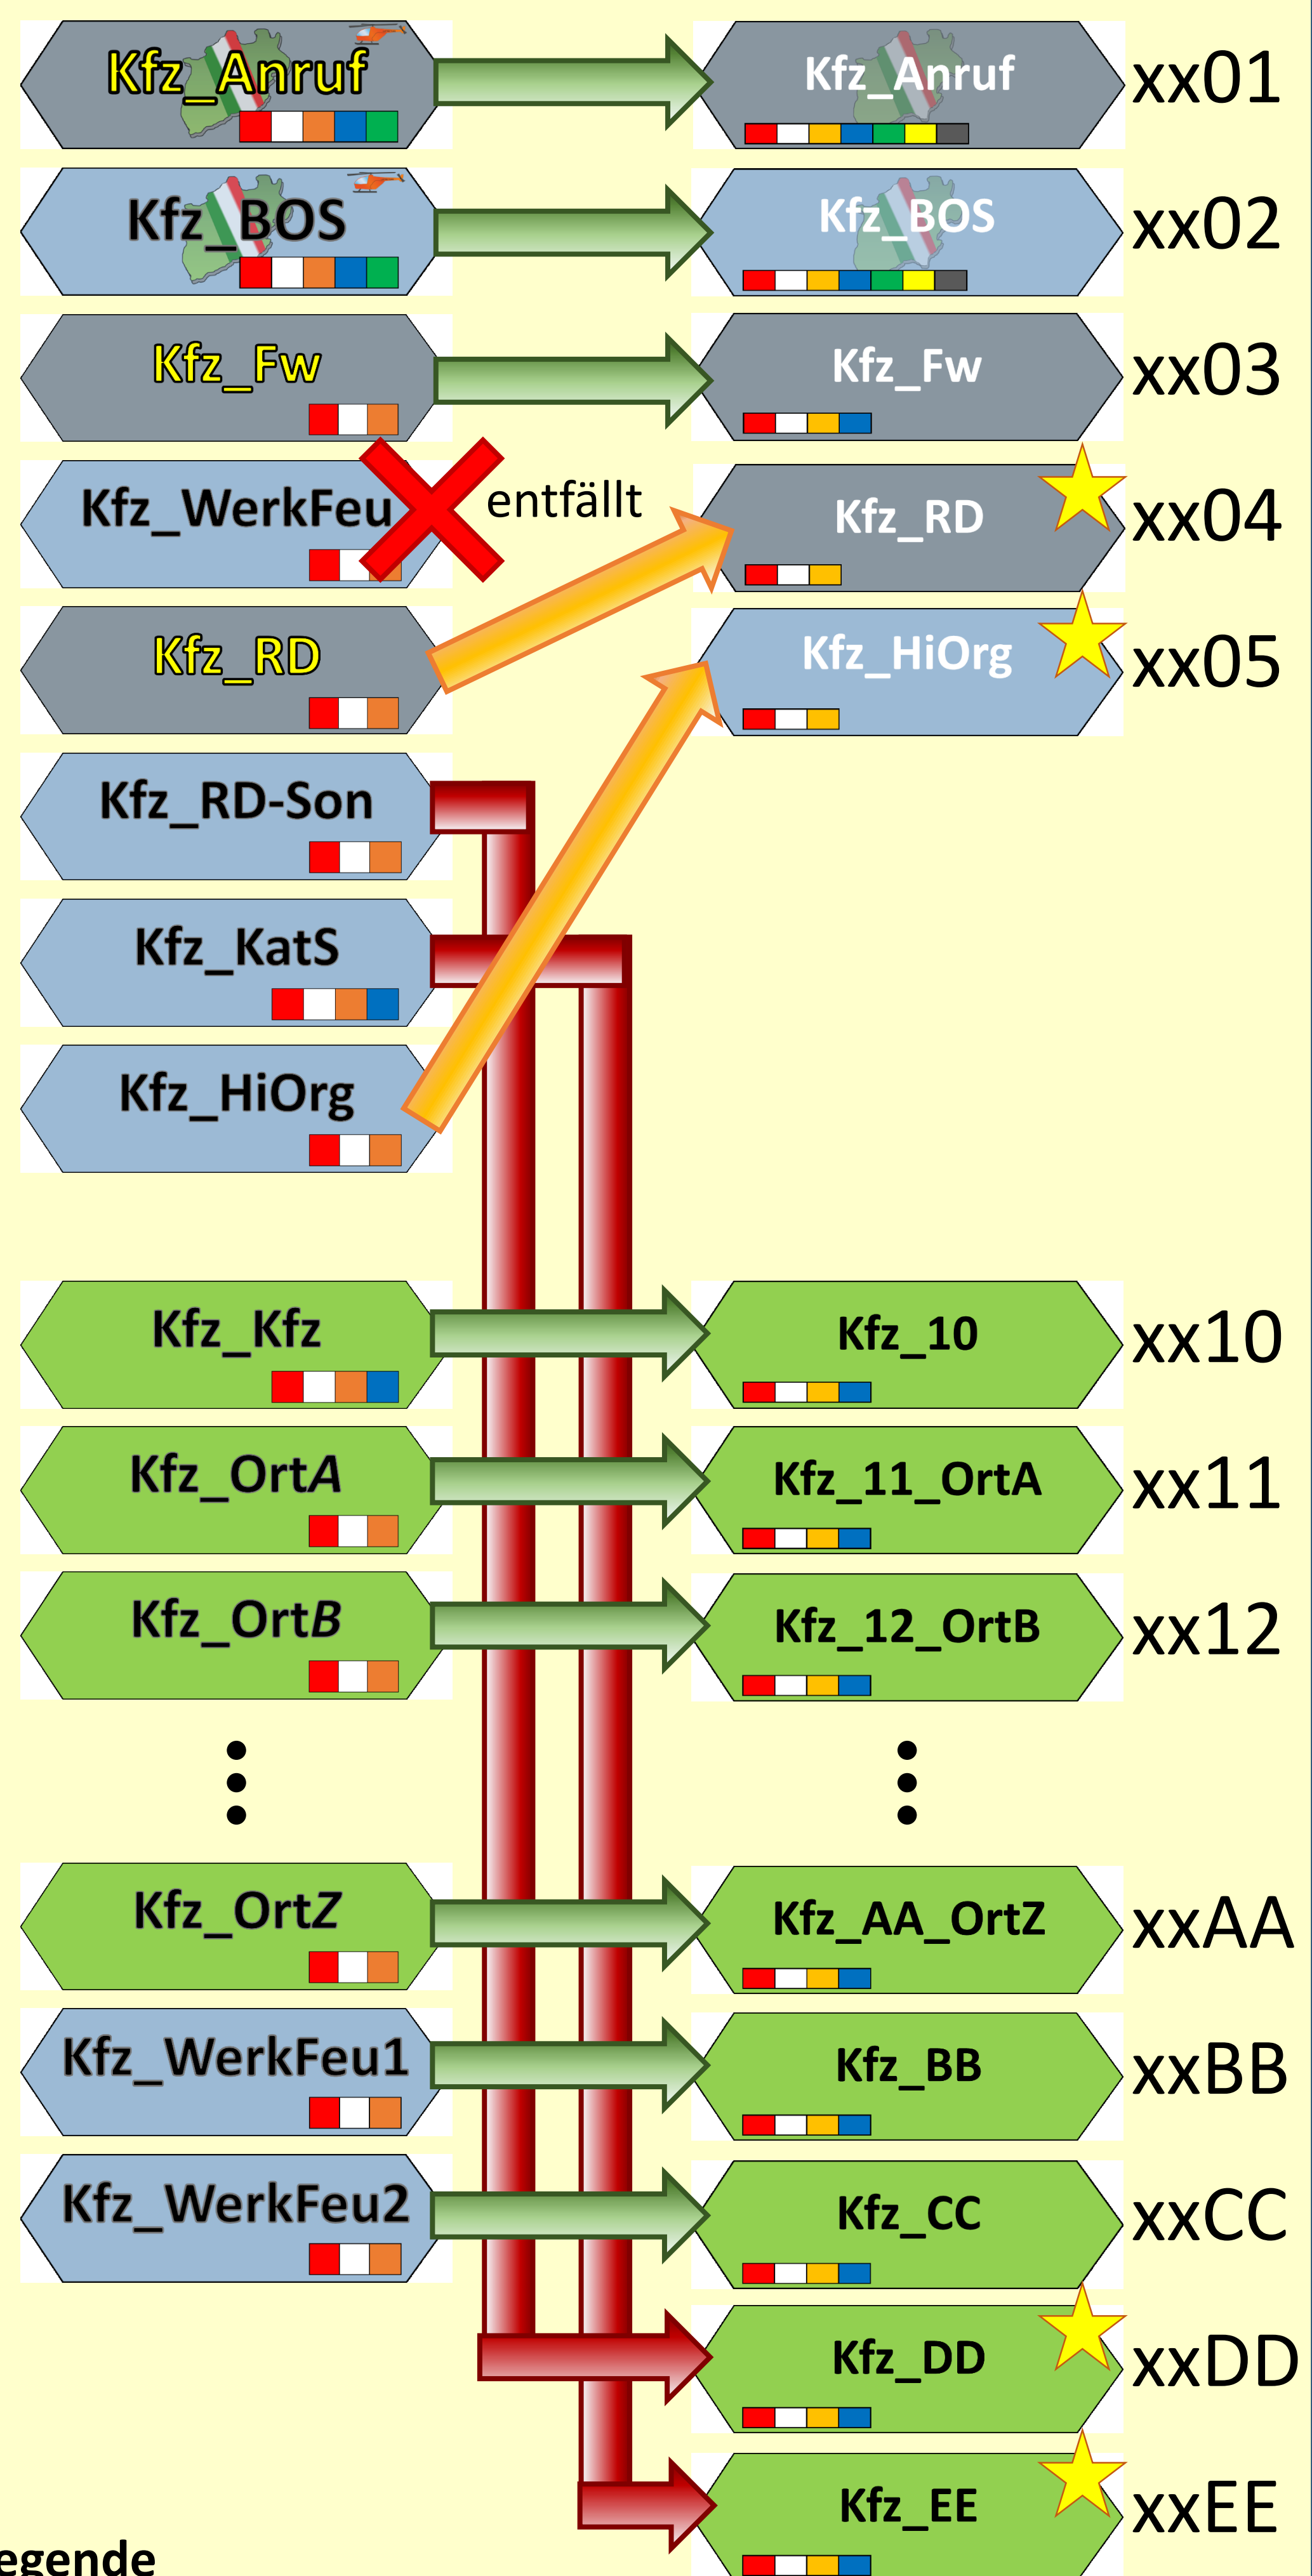 Kfz_Anruf Kfz_Anruf xx01
Kfz_BOS Kfz_BOS xx02
Kfz_Fw Kfz_Fw xx03
Kfz_WerkFeu entfällt Kfz_RD xx04
Kfz_RD Kfz_HiOrg xx05
Kfz_RD-Son
Kfz_KatS
Kfz_HiOrg
Kfz_Kfz Kfz_10 xx10
Kfz_OrtA Kfz_11_OrtA xx11
Kfz_OrtB Kfz_12_OrtB xx12
Kfz_OrtZ Kfz_AA_OrtZ xxAA
Kfz_WerkFeu1 Kfz_BB xxBB
Kfz_WerkFeu2 Kfz_CC xxCC
Kfz_DD xxDD
Kfz_EE xxEE
egende